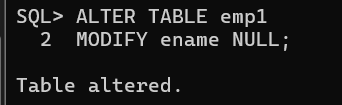 SQL> ALTER TABLE emp1
  2  MODIFY ename NULL;
Table altered.